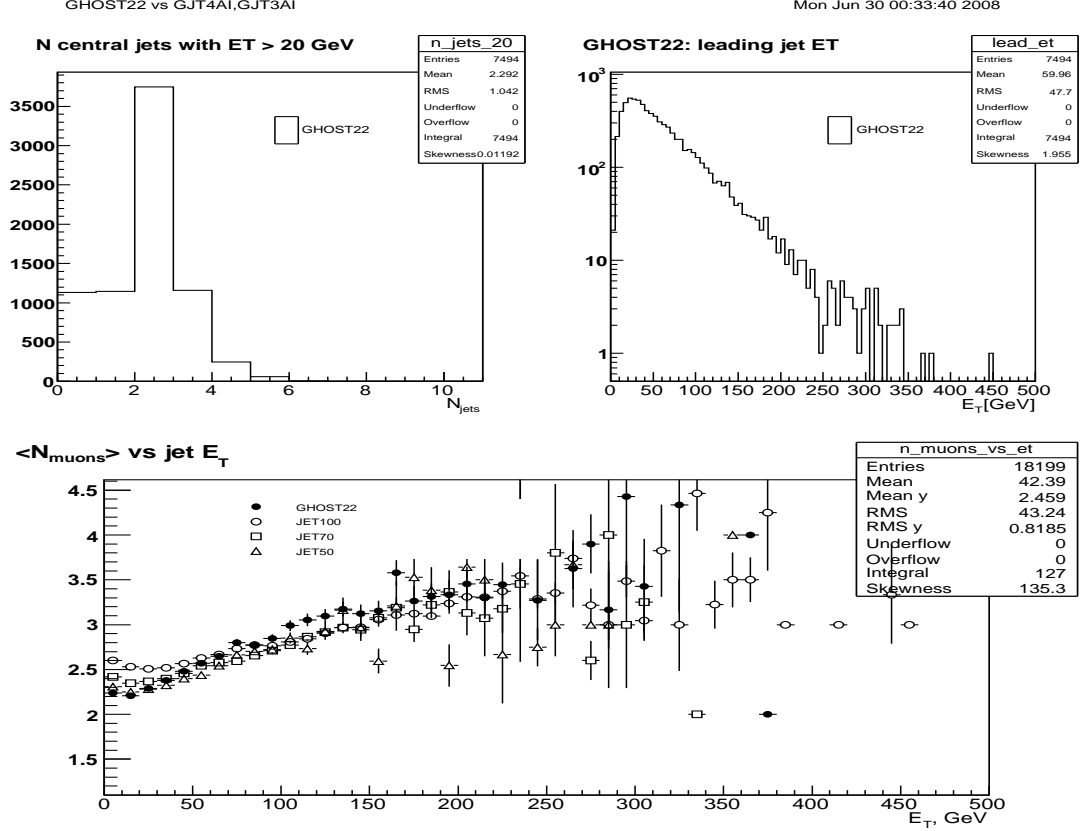 GHOST22 vs GJT4AI,GJT3AI
Mon Jun 30 00:33:40 2008
N central jets with ET > 20 GeV
n_jets_20
Entries 7494
Mean 2.292
RMS 1.042
Underflow 0
Overflow 0
Integral 7494
Skewness0.01192
GHOST22
3500
3000
2500
2000
1500
1000
500
0
0 2 4 6 8 10
N_jets
GHOST22: leading jet ET
lead_et
Entries 7494
Mean 59.96
RMS 47.7
Underflow 0
Overflow 0
Integral 7494
Skewness 1.955
GHOST22
10^3
10^2
10
1
0 50 100 150 200 250 300 350 400 450 500
E_T[GeV]
<N_muons> vs jet E_T
n_muons_vs_et
Entries 18199
Mean 42.39
Mean y 2.459
RMS 43.24
RMS y 0.8185
Underflow 0
Overflow 0
Integral 127
Skewness 135.3
GHOST22
JET100
JET70
JET50
4.5
4
3.5
3
2.5
2
1.5
0 50 100 150 200 250 300 350 400 450 500
E_T, GeV